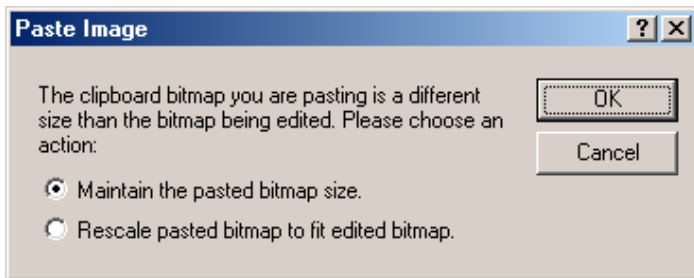 Paste Image
The clipboard bitmap you are pasting is a different
size than the bitmap being edited. Please choose an
action:
OK
Cancel
Maintain the pasted bitmap size.
Rescale pasted bitmap to fit edited bitmap.